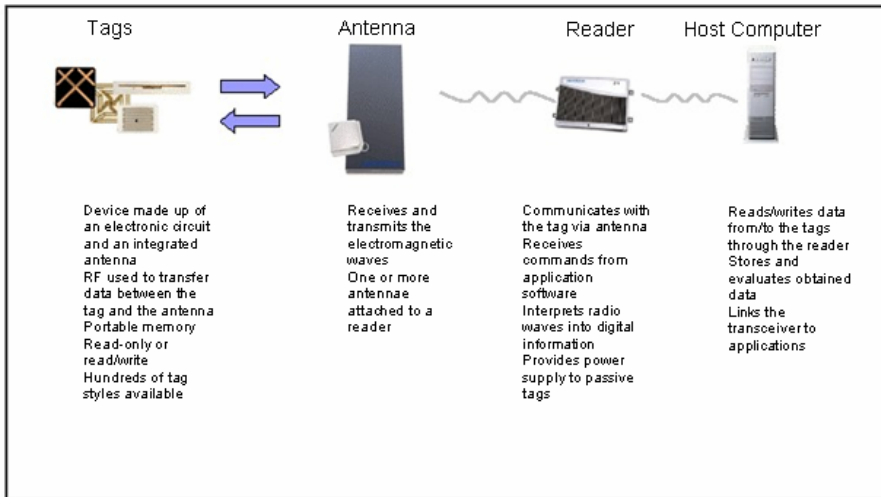 Tags
Antenna
Reader
Host Computer
Device made up of
an electronic circuit
and an integrated
antenna
RF used to transfer
data between the
tag and the antenna
Portable memory
Read-only or
read/write
Hundreds of tag
styles available
Receives and
transmits the
electromagnetic
waves
One or more
antennae
attached to a
reader
Communicates with
the tag via antenna
Receives
commands from
application
software
Interprets radio
waves into digital
information
Provides power
supply to passive
tags
Reads/writes data
from/to the tags
through the reader
Stores and
evaluates obtained
data
Links the
transceiver to
applications